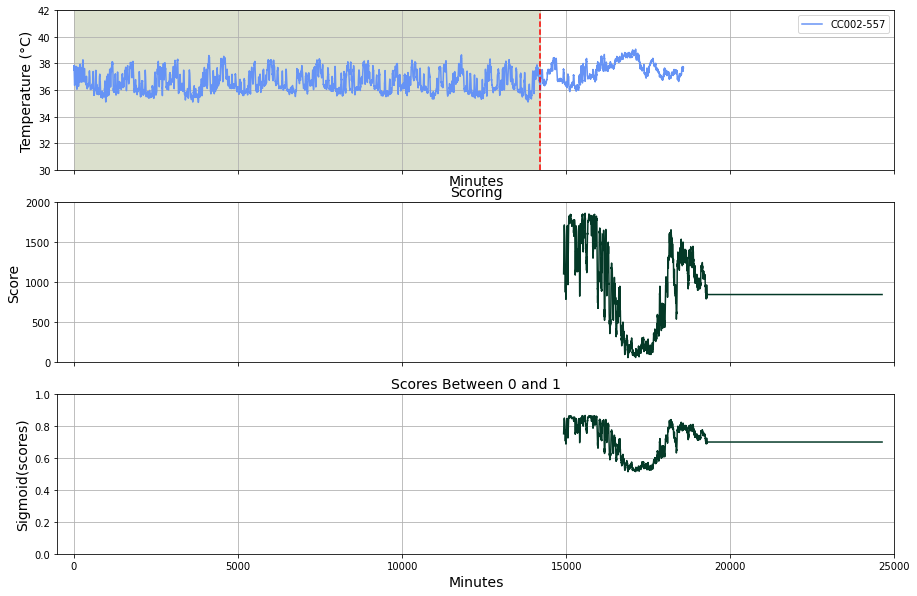 42
40
38
36
34
32
30
Temperature (°C)
CC002-557
Minutes
Scoring
2000
1500
1000
500
0
Score
Scores Between 0 and 1
1.0
0.8
0.6
0.4
0.2
0.0
Sigmoid(scores)
0 5000 10000 15000 20000 25000
Minutes